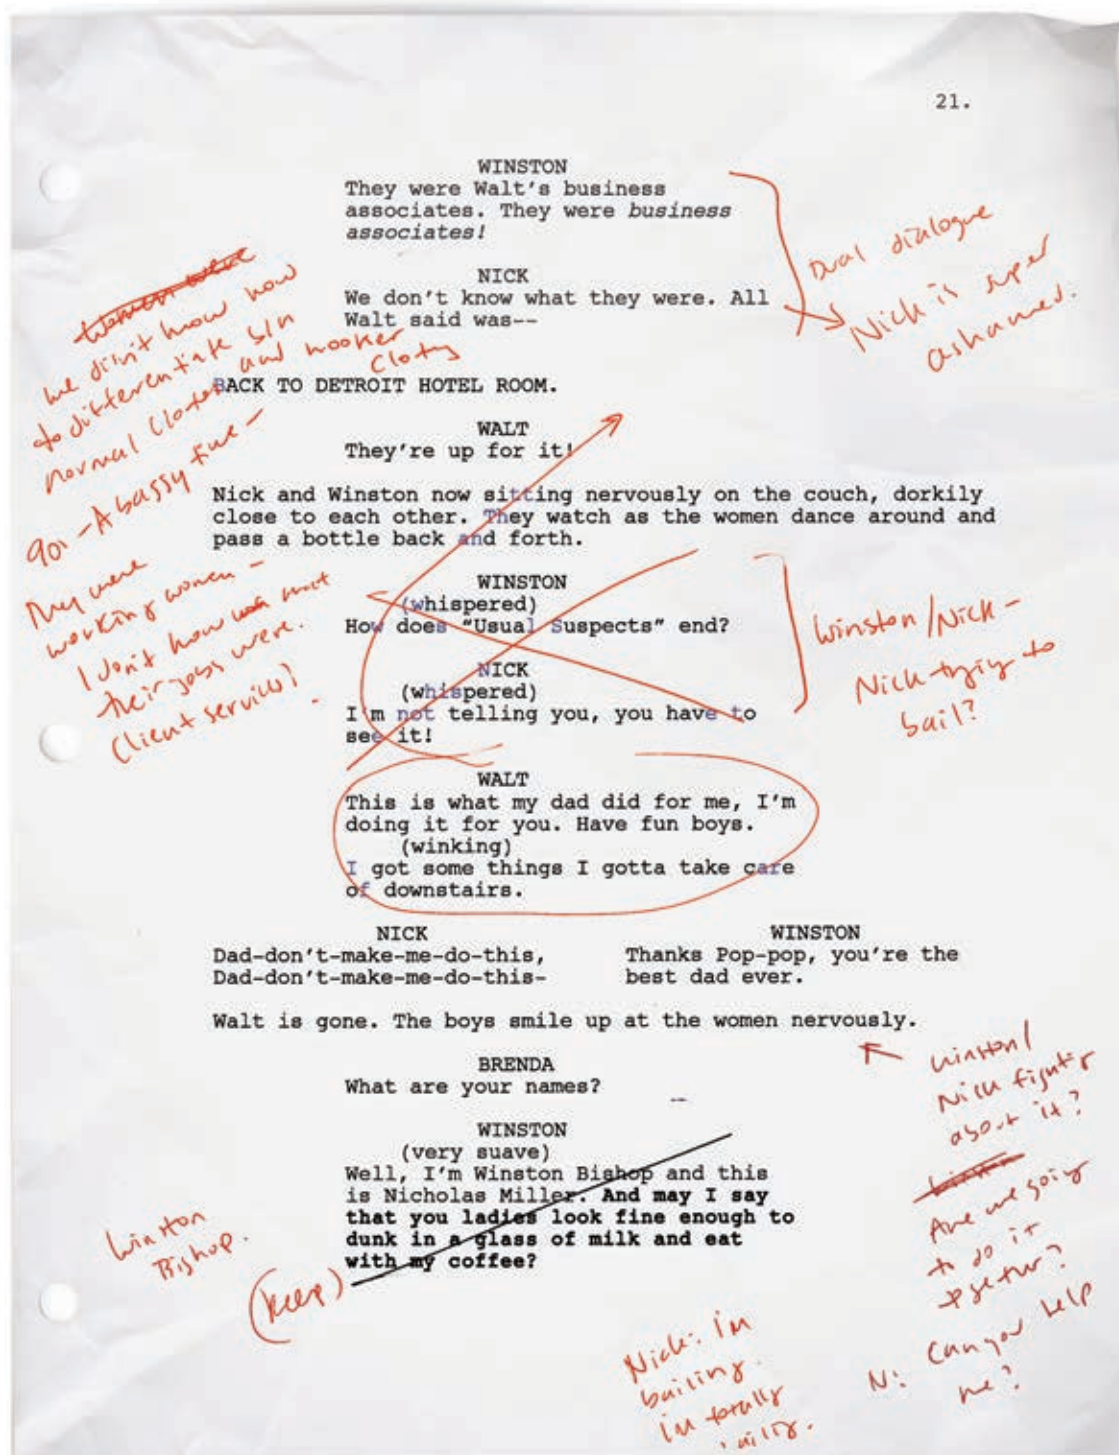 21.
WINSTON
They were Walt's business
associates. They were business
associates!
Dual dialogue
Nick is super
ashamed.
NICK
We don't know what they were. All
Walt said was--
Women were
we didn't know how
to differentiate b/n
normal clothes and hooker
clothes
90s - A baggy time -
They were
working women -
I don't know what
their jobs were.
Client services?
BACK TO DETROIT HOTEL ROOM.
WALT
They're up for it!
Nick and Winston now sitting nervously on the couch, dorkily
close to each other. They watch as the women dance around and
pass a bottle back and forth.
WINSTON
(whispered)
How does "Usual Suspects" end?
NICK
(whispered)
I'm not telling you, you have to
see it!
Winston/Nick -
Nick trying to
bail?
WALT
This is what my dad did for me, I'm
doing it for you. Have fun boys.
(winking)
I got some things I gotta take care
of downstairs.
NICK
Dad-don't-make-me-do-this,
Dad-don't-make-me-do-this-
WINSTON
Thanks Pop-pop, you're the
best dad ever.
Walt is gone. The boys smile up at the women nervously.
Winston/
Nick fighting
about it?
BRENDA
What are your names?
WINSTON
(very suave)
Well, I'm Winston Bishop and this
is Nicholas Miller. And may I say
that you ladies look fine enough to
dunk in a glass of milk and eat
with my coffee?
Winston
Bishop.
(keep)
Are we going
to do it
together?
N: Can you help
me?
Nick: I'm
bailing.
I'm totally
bailing.